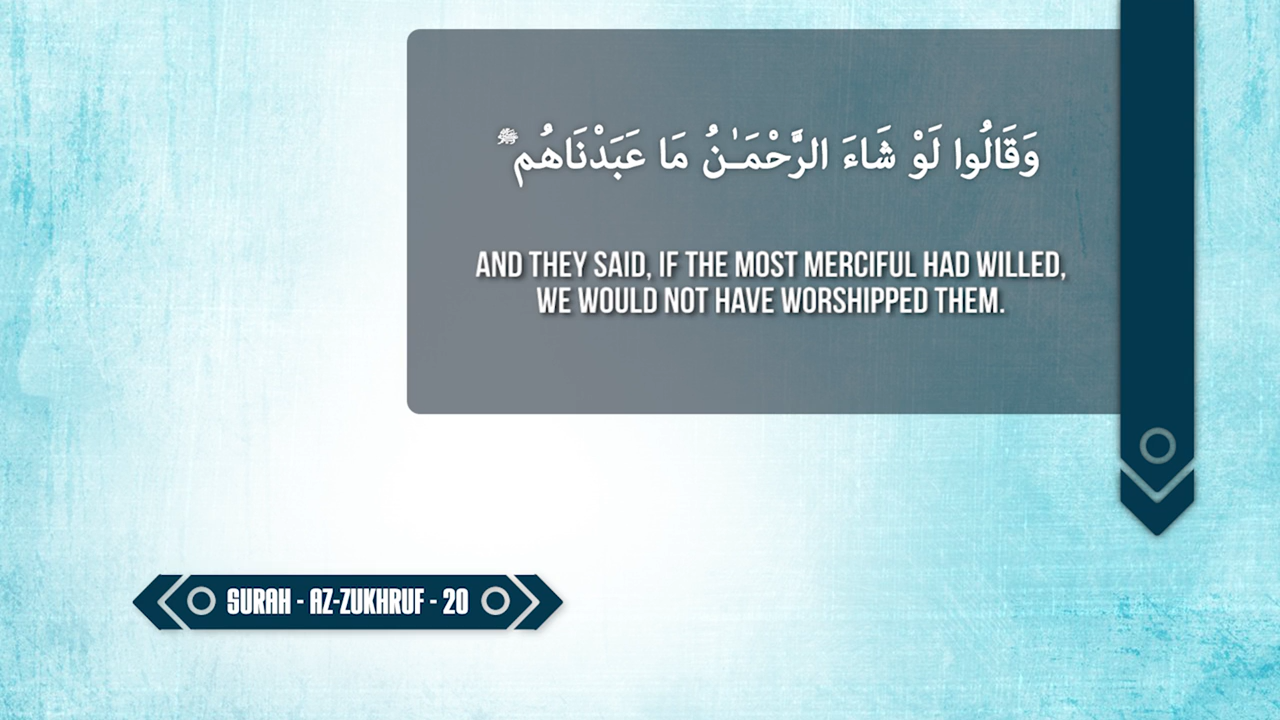 وَقَالُوا لَوْ شَاءَ الرَّحْمَـٰنُ مَا عَبَدْنَاهُم ۗ
AND THEY SAID, IF THE MOST MERCIFUL HAD WILLED,
WE WOULD NOT HAVE WORSHIPPED THEM.
SURAH - AZ-ZUKHRUF - 20